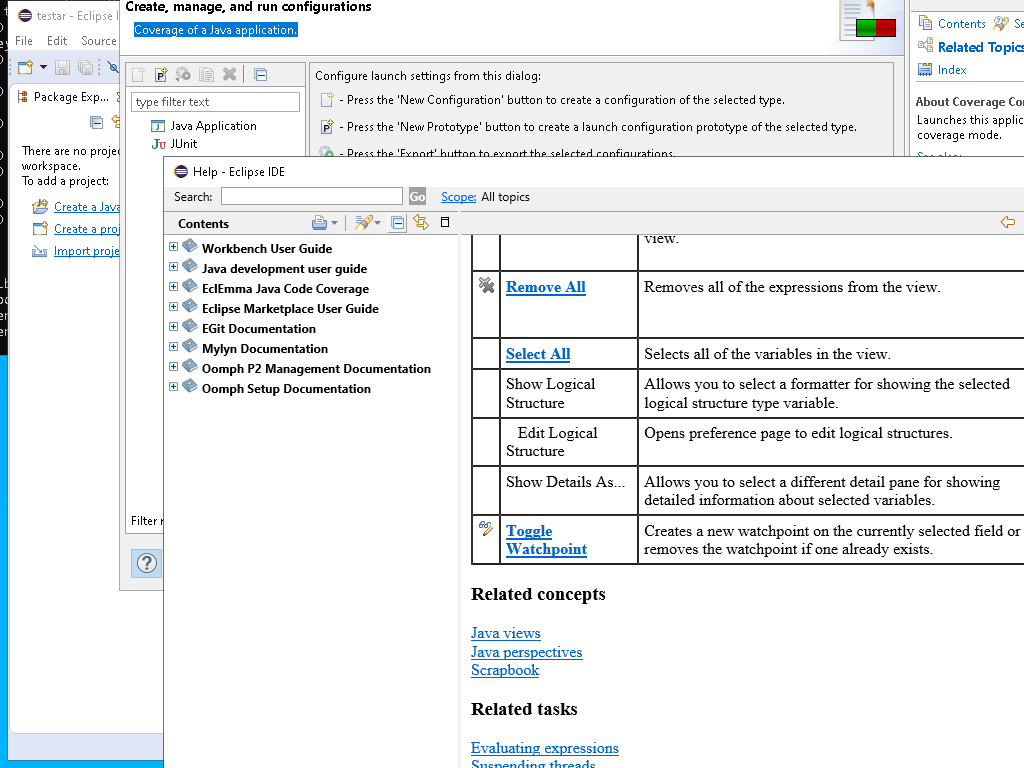 testar - Eclipse I
File Edit Source
Package Exp...
There are no projec
workspace.
To add a project:
Create a Java
Create a proj
Import proje
Create, manage, and run configurations
Coverage of a Java application.
type filter text
Java Application
JUnit
Filter
Configure launch settings from this dialog:
- Press the 'New Configuration' button to create a configuration of the selected type.
- Press the 'New Prototype' button to create a launch configuration prototype of the selected type.
- Press the 'Export' button to export the selected configurations.
Contents Se
Related Topics
Index
About Coverage Con
Launches this applic
coverage mode.
See also:
Help - Eclipse IDE
Search: Go Scope: All topics
Contents
Workbench User Guide
Java development user guide
EclEmma Java Code Coverage
Eclipse Marketplace User Guide
EGit Documentation
Mylyn Documentation
Oomph P2 Management Documentation
Oomph Setup Documentation
view.
Remove All Removes all of the expressions from the view.
Select All Selects all of the variables in the view.
Show Logical Allows you to select a formatter for showing the selected
Structure logical structure type variable.
Edit Logical Opens preference page to edit logical structures.
Structure
Show Details As... Allows you to select a different detail pane for showing
detailed information about selected variables.
Toggle Creates a new watchpoint on the currently selected field or
Watchpoint removes the watchpoint if one already exists.
Related concepts
Java views
Java perspectives
Scrapbook
Related tasks
Evaluating expressions
Suspending threads